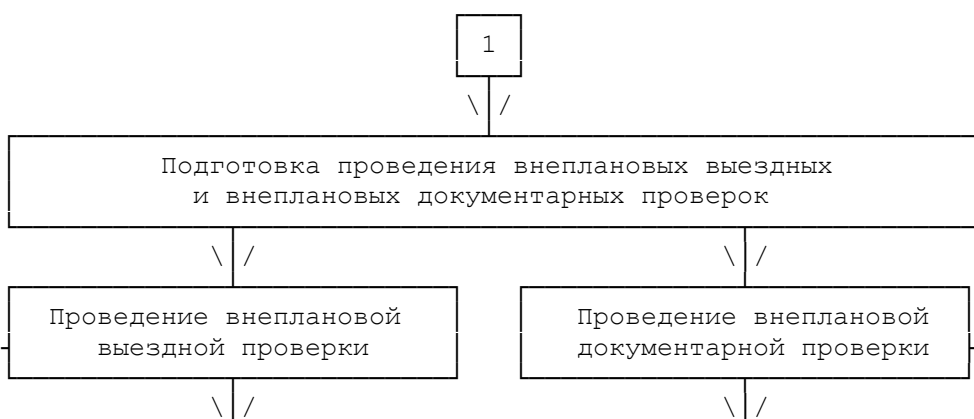 1
Подготовка проведения внеплановых выездных
и внеплановых документарных проверок
Проведение внеплановой
выездной проверки
Проведение внеплановой
документарной проверки